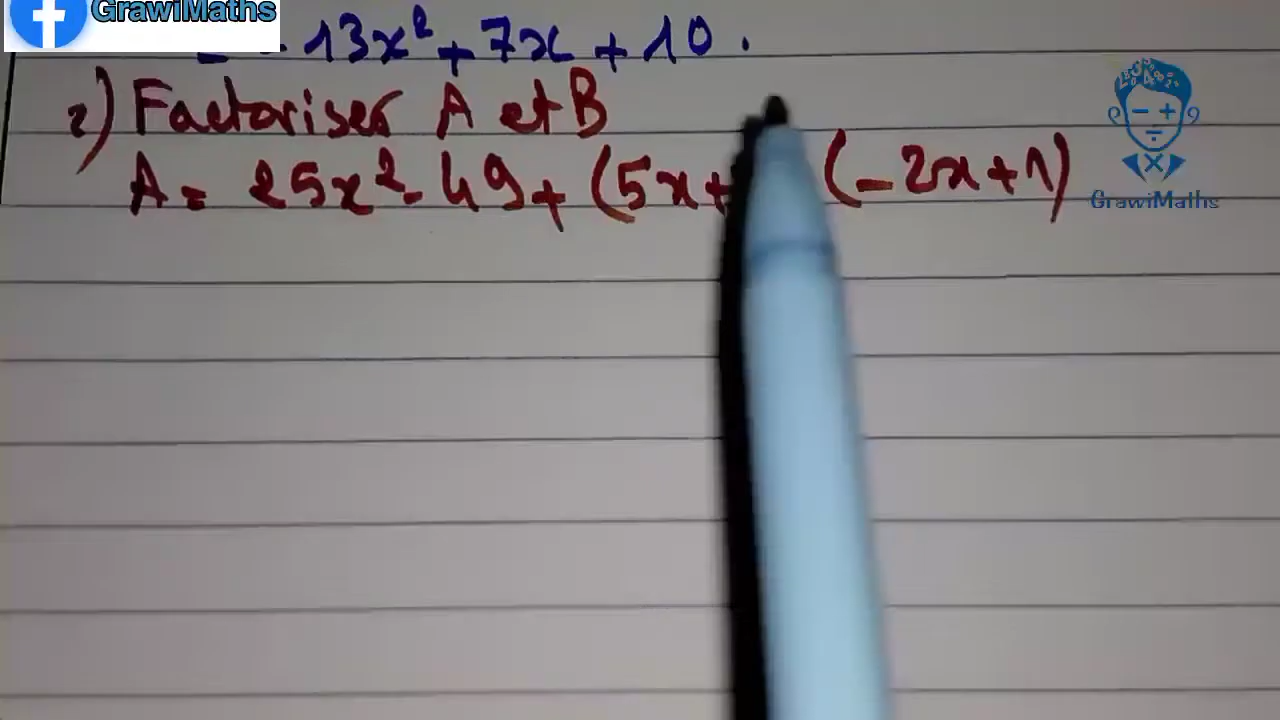 GrawiMaths
13x² + 7x + 10 .
2) Factoriser A et B
A = 25x² - 49 + (5x+ (-2x+1)
GrawiMaths